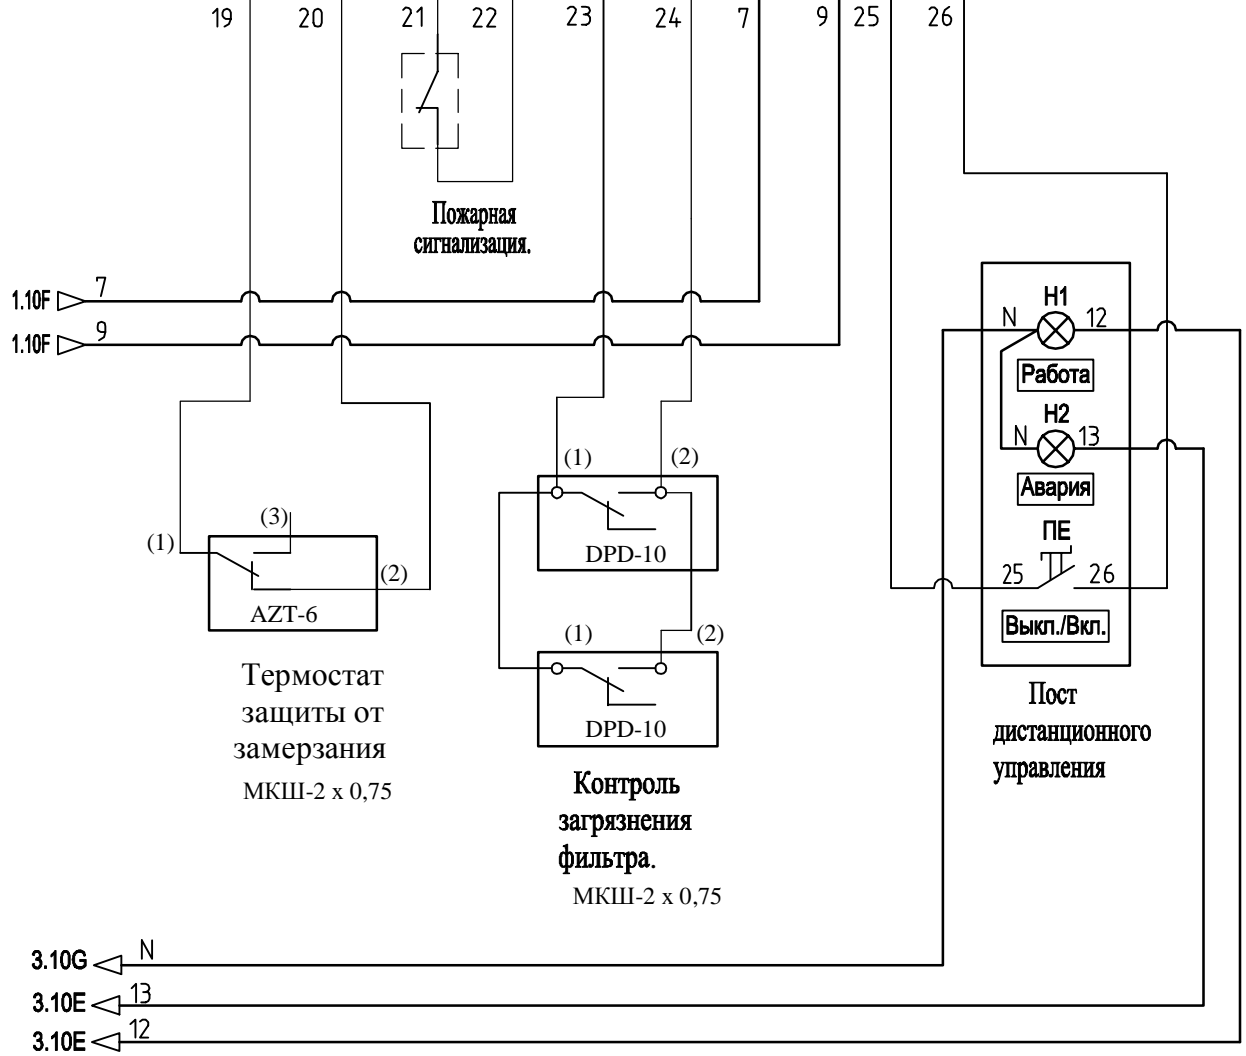 19 20 21 22 23 24 7 9 25 26
Пожарная
сигнализация.
1.10F 7
1.10F 9
H1
N 12
Работа
H2
N 13
Авария
ПЕ
25 26
Выкл./Вкл.
Пост
дистанционного
управления
(1) (3) (2)
AZT-6
Термостат
защиты от
замерзания
МКШ-2 х 0,75
(1) (2)
DPD-10
(1) (2)
DPD-10
Контроль
загрязнения
фильтра.
МКШ-2 х 0,75
3.10G N
3.10E 13
3.10E 12